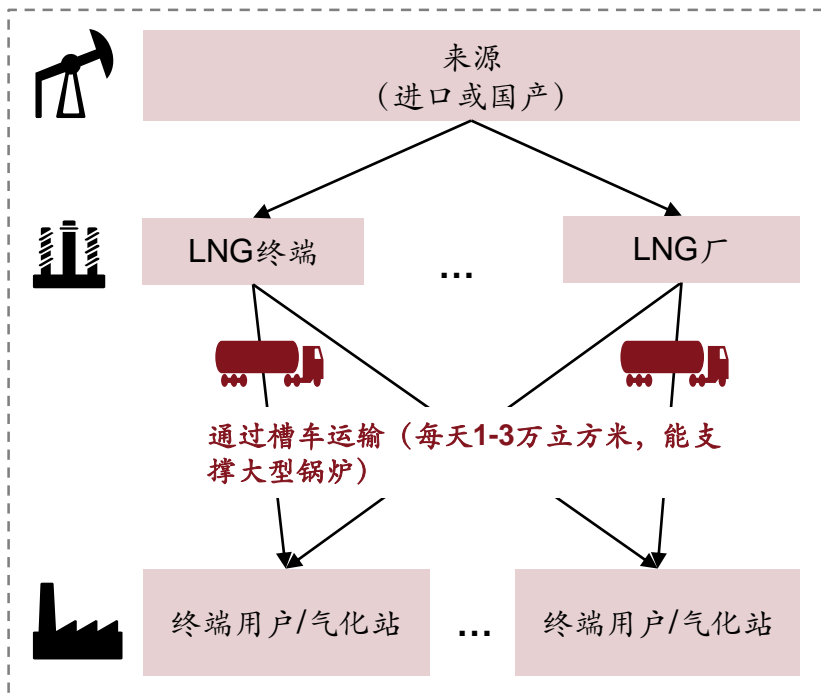 来源
（进口或国产）
LNG终端
...
LNG厂
通过槽车运输（每天1-3万立方米，能支
撑大型锅炉）
终端用户/气化站
...
终端用户/气化站